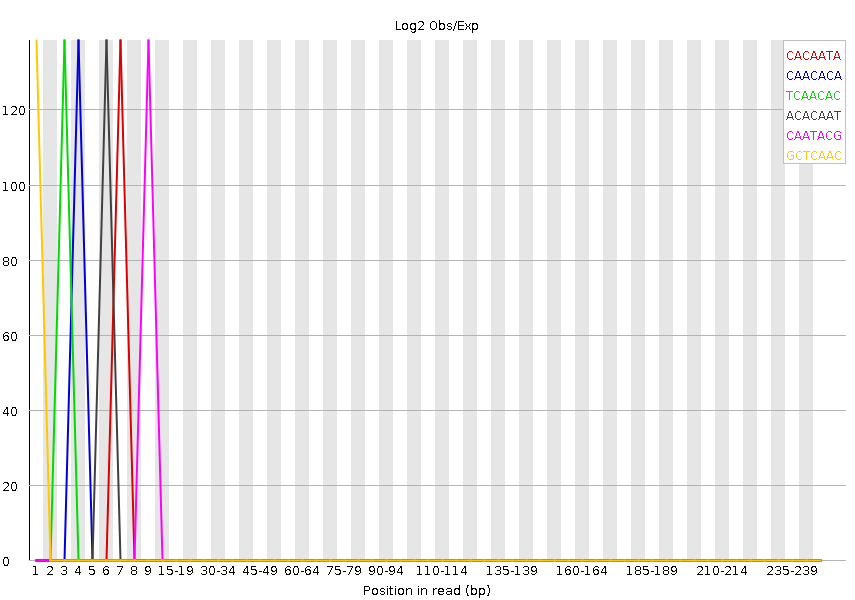 Log2 Obs/Exp
CACAATA
CAACACA
TCAACAC
ACACAAT
CAATACG
GCTCAAC
120
100
80
60
40
20
0
1 2 3 4 5 6 7 8 9 15-19 30-34 45-49 60-64 75-79 90-94 110-114 135-139 160-164 185-189 210-214 235-239
Position in read (bp)